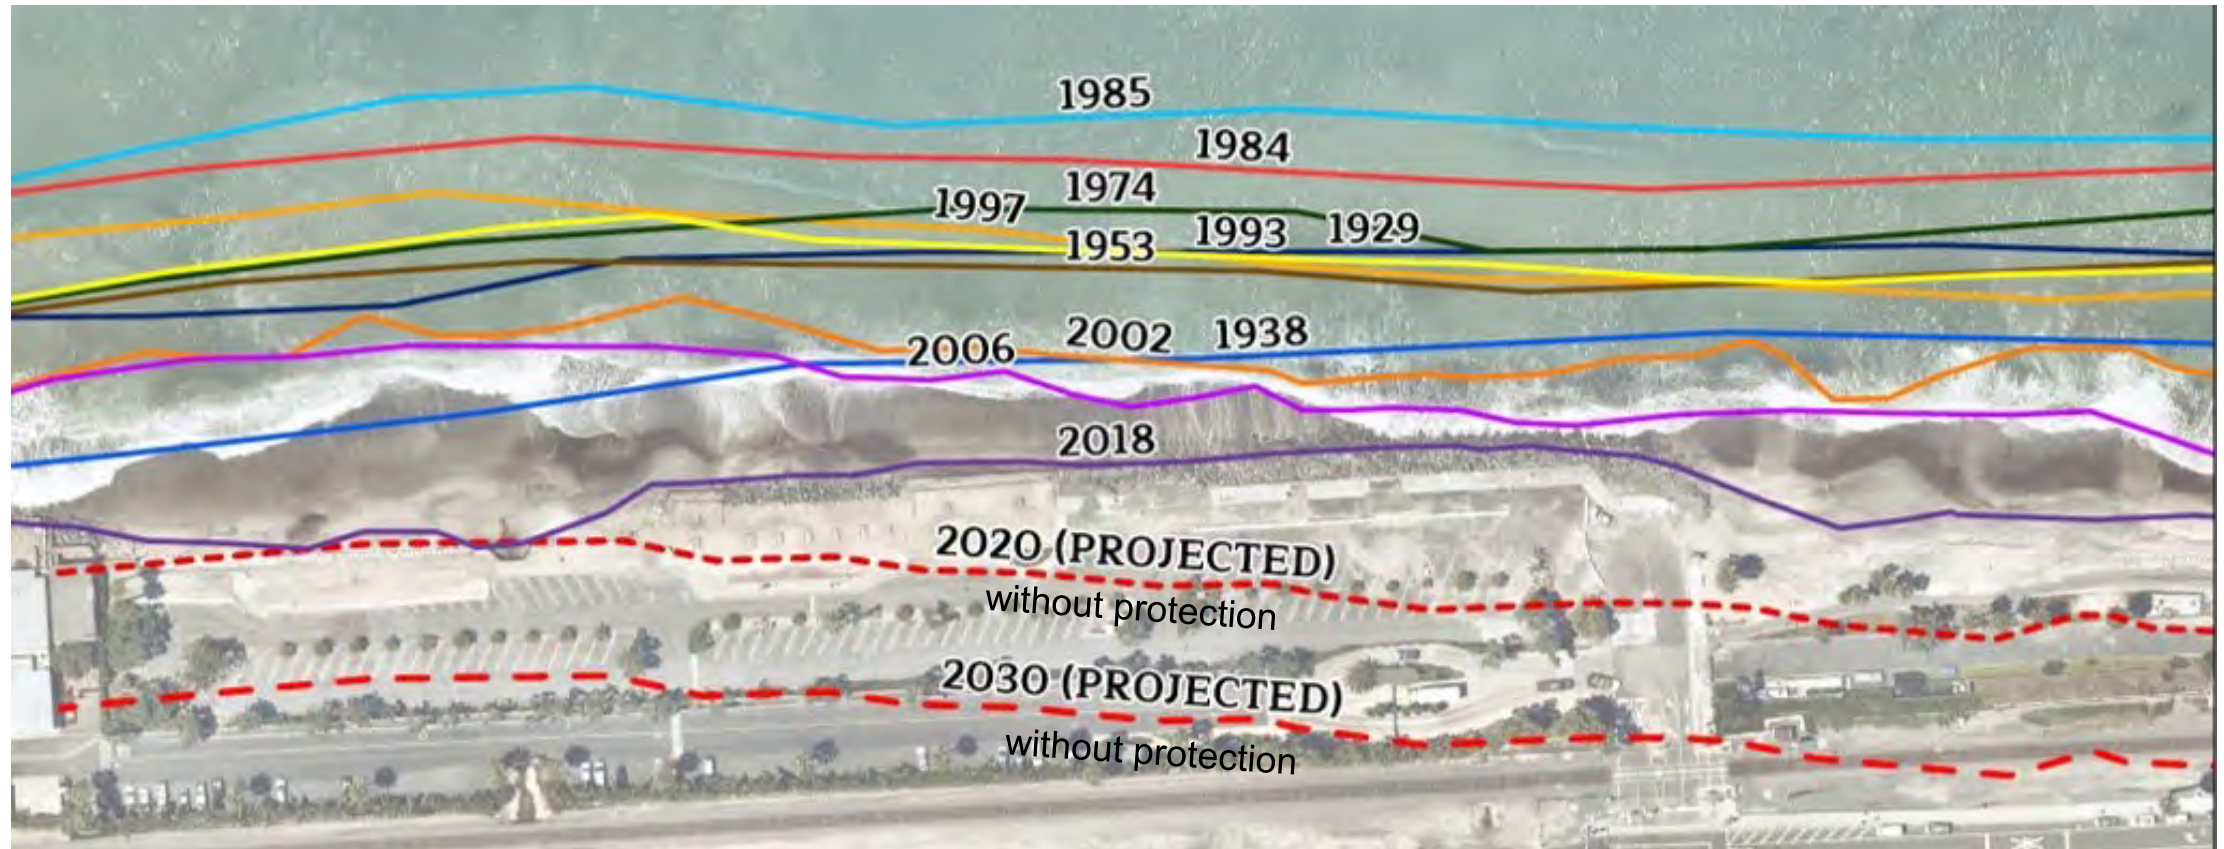 1985
1984
1974
1997
1993
1929
1953
2002
1938
2006
2018
2020 (PROJECTED)
without protection
2030 (PROJECTED)
without protection